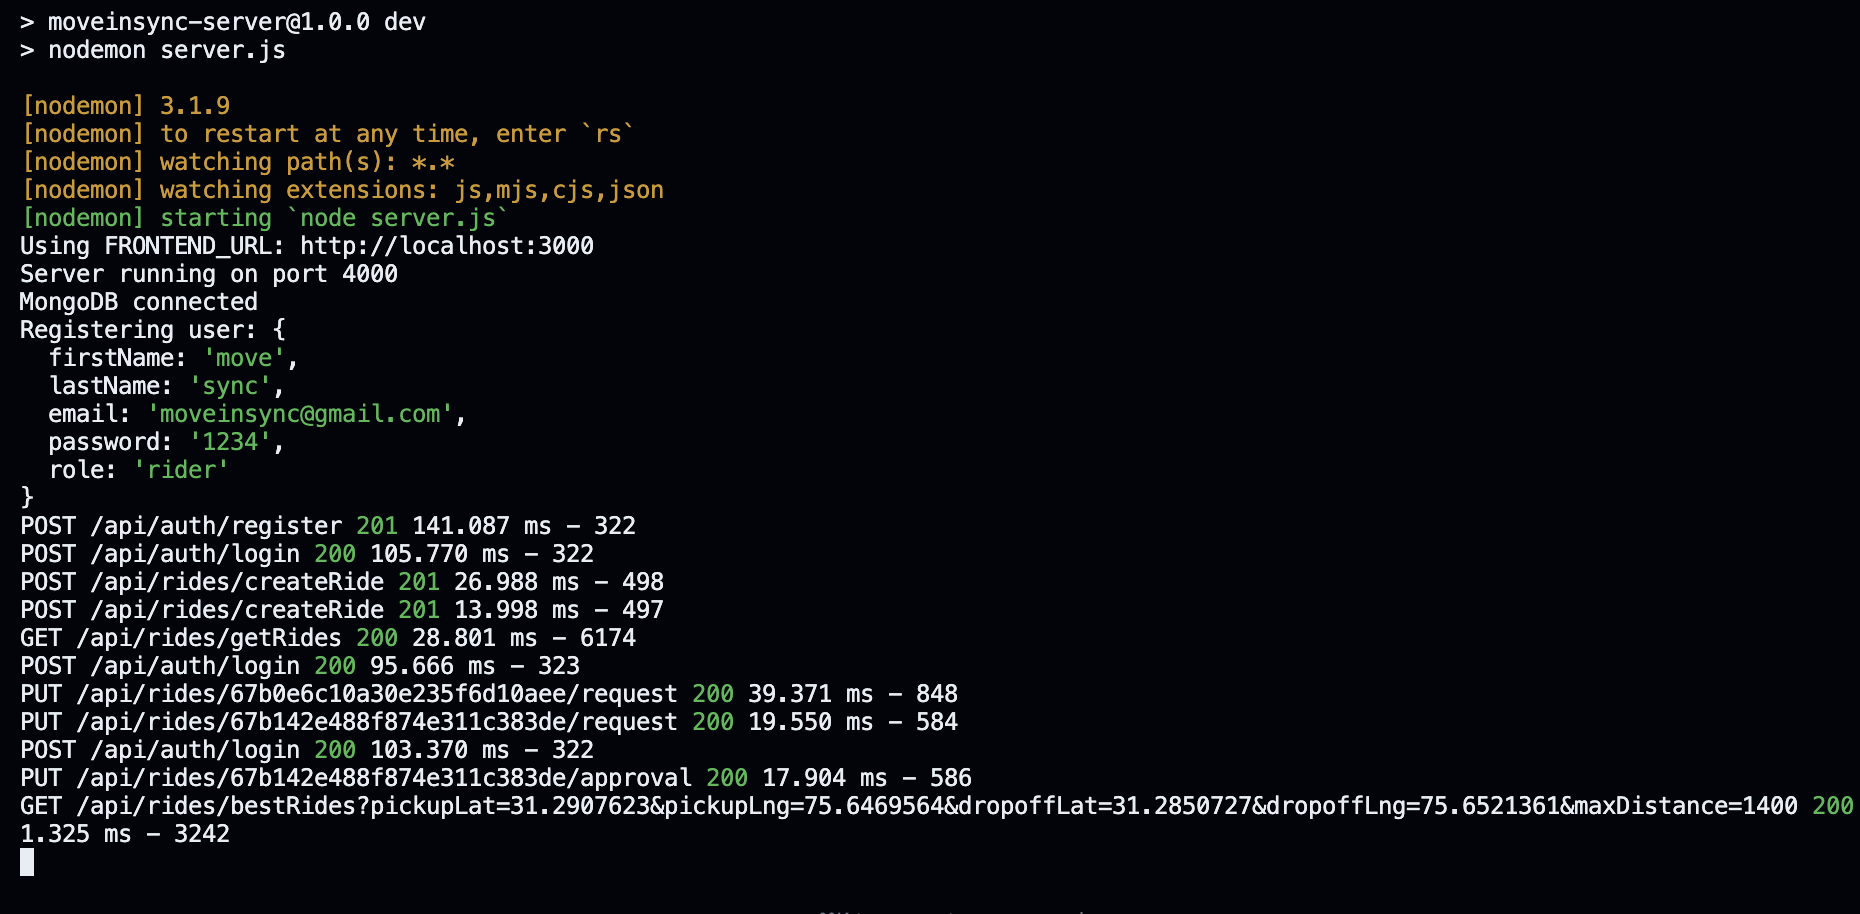 > moveinsync-server@1.0.0 dev
> nodemon server.js
[nodemon] 3.1.9
[nodemon] to restart at any time, enter `rs`
[nodemon] watching path(s): *.*
[nodemon] watching extensions: js,mjs,cjs,json
[nodemon] starting `node server.js`
Using FRONTEND_URL: http://localhost:3000
Server running on port 4000
MongoDB connected
Registering user: {
  firstName: 'move',
  lastName: 'sync',
  email: 'moveinsync@gmail.com',
  password: '1234',
  role: 'rider'
}
POST /api/auth/register 201 141.087 ms - 322
POST /api/auth/login 200 105.770 ms - 322
POST /api/rides/createRide 201 26.988 ms - 498
POST /api/rides/createRide 201 13.998 ms - 497
GET /api/rides/getRides 200 28.801 ms - 6174
POST /api/auth/login 200 95.666 ms - 323
PUT /api/rides/67b0e6c10a30e235f6d10aee/request 200 39.371 ms - 848
PUT /api/rides/67b142e488f874e311c383de/request 200 19.550 ms - 584
POST /api/auth/login 200 103.370 ms - 322
PUT /api/rides/67b142e488f874e311c383de/approval 200 17.904 ms - 586
GET /api/rides/bestRides?pickupLat=31.2907623&pickupLng=75.6469564&dropoffLat=31.2850727&dropoffLng=75.6521361&maxDistance=1400 200
1.325 ms - 3242